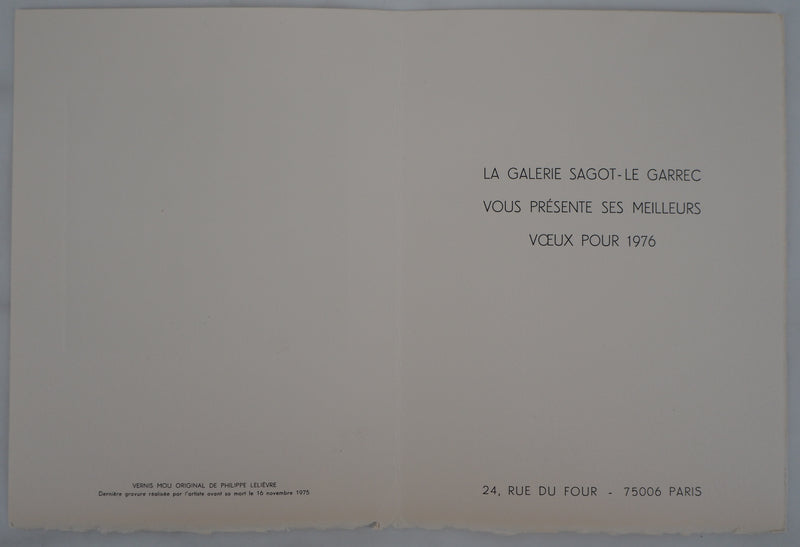 VERNIS MOU ORIGINAL DE PHILIPPE LELIÈVRE
Dernière gravure réalisée par l'artiste avant sa mort le 16 novembre 1975
LA GALERIE SAGOT-LE GARREC
VOUS PRÉSENTE SES MEILLEURS
VŒUX POUR 1976
24, RUE DU FOUR - 75006 PARIS